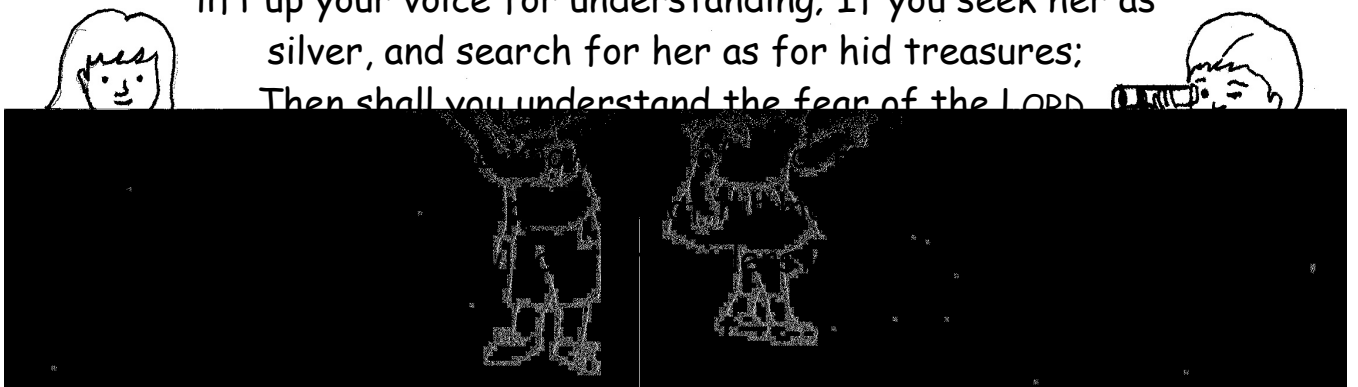 lift up your voice for understanding; If you seek her as
silver, and search for her as for hid treasures;
Then shall you understand the fear of the LORD